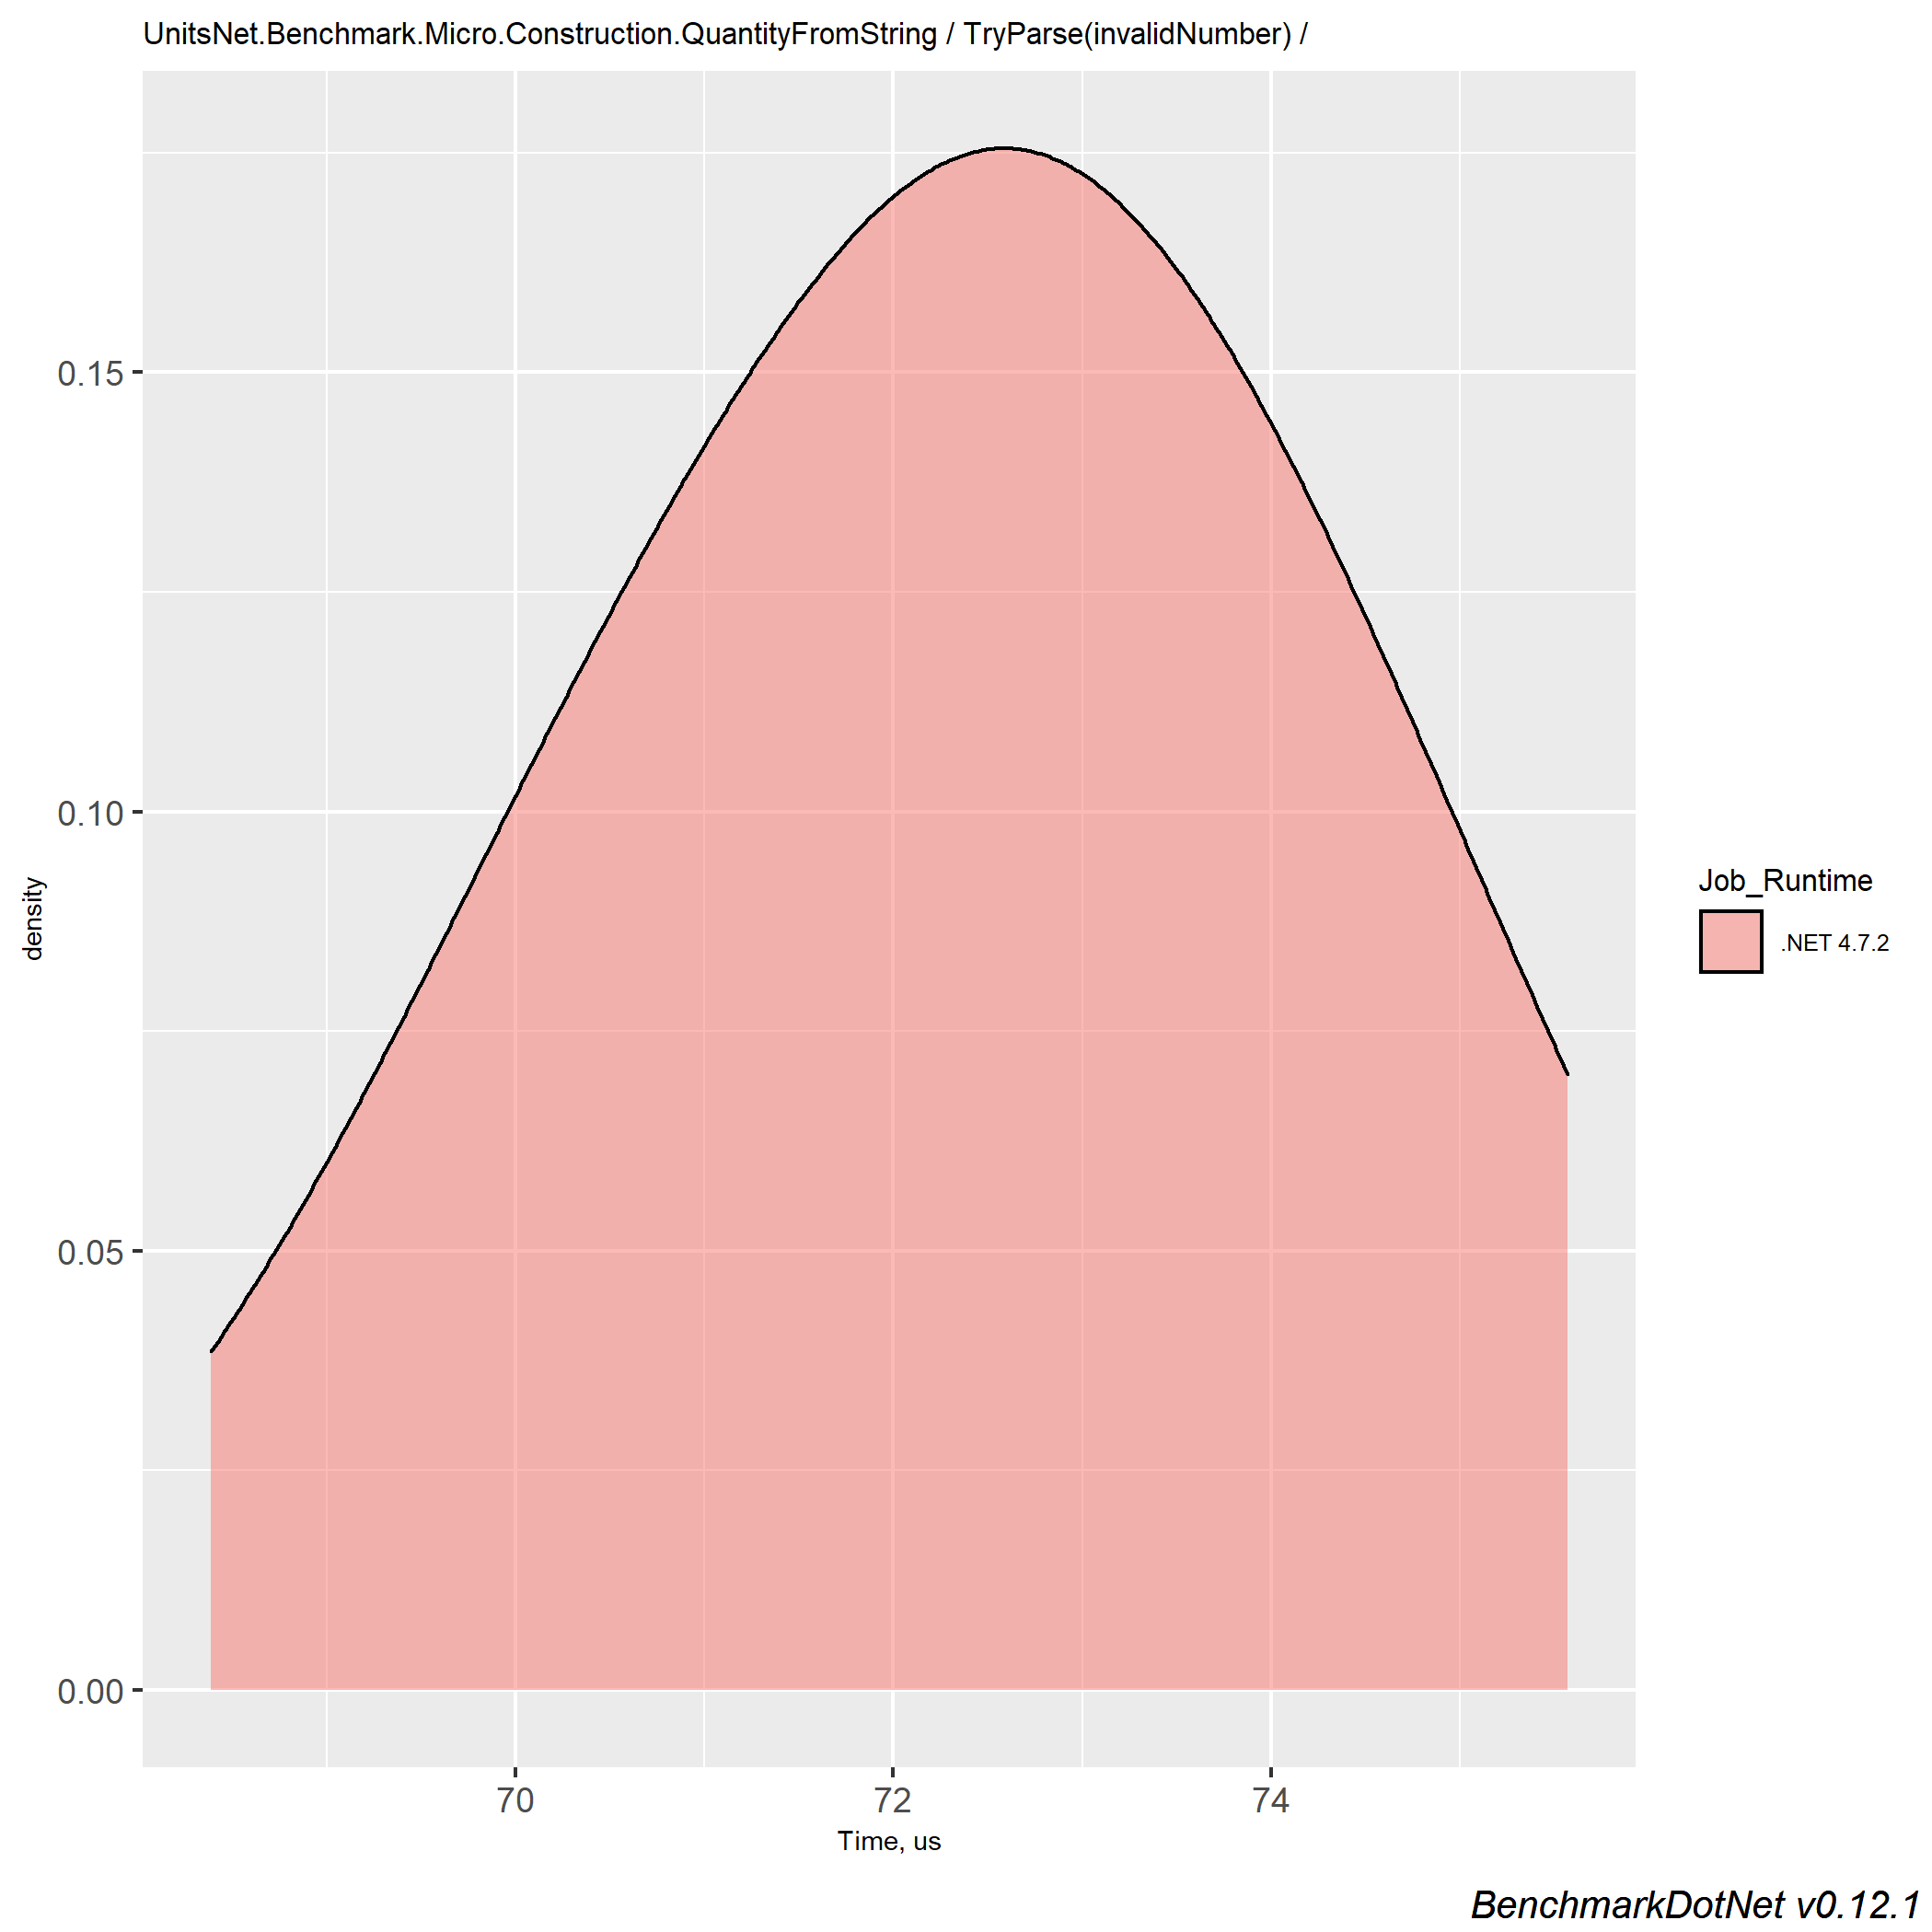 UnitsNet.Benchmark.Micro.Construction.QuantityFromString / TryParse(invalidNumber) /
0.15
0.10
0.05
0.00
density
70 72 74
Time, us
Job_Runtime
.NET 4.7.2
BenchmarkDotNet v0.12.1